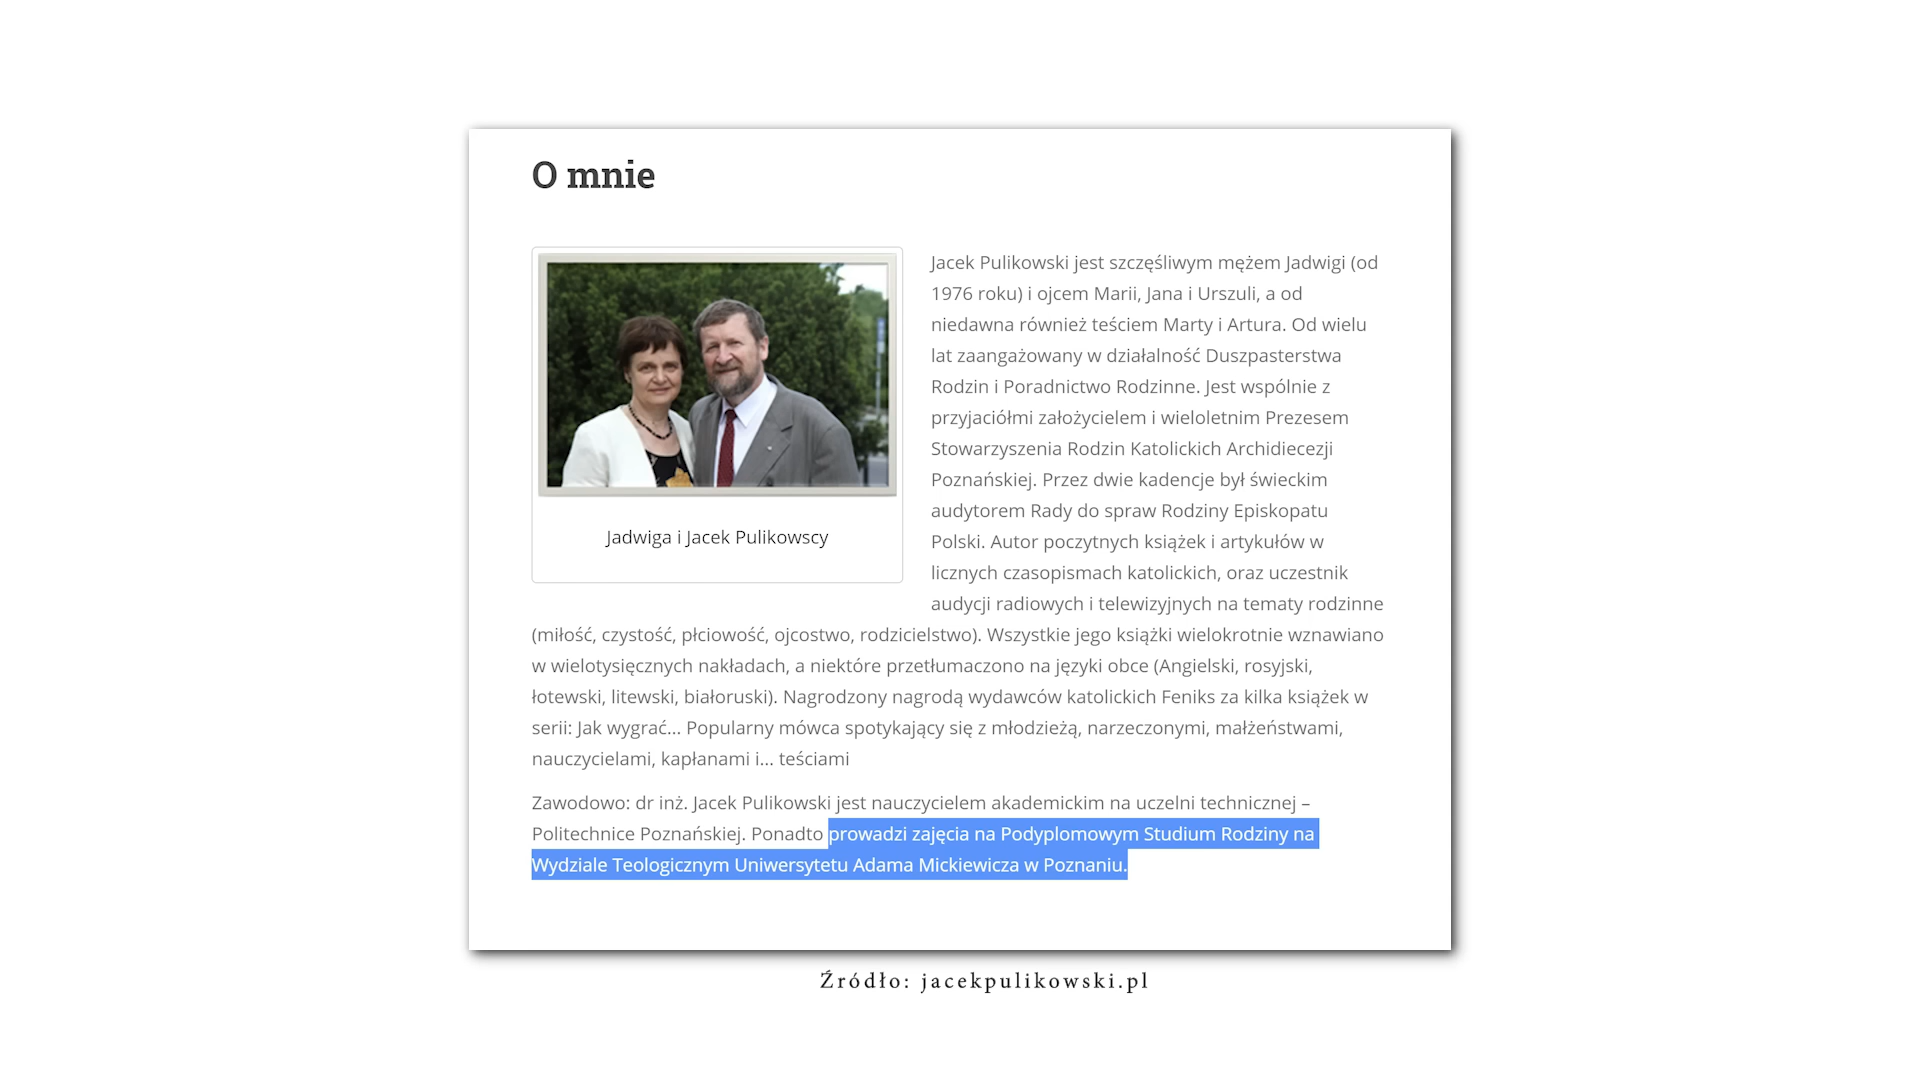 O mnie
Jadwiga i Jacek Pulikowscy
Jacek Pulikowski jest szczęśliwym mężem Jadwigi (od
1976 roku) i ojcem Marii, Jana i Urszuli, a od
niedawna również teściem Marty i Artura. Od wielu
lat zaangażowany w działalność Duszpasterstwa
Rodzin i Poradnictwo Rodzinne. Jest wspólnie z
przyjaciółmi założycielem i wieloletnim Prezesem
Stowarzyszenia Rodzin Katolickich Archidiecezji
Poznańskiej. Przez dwie kadencje był świeckim
audytorem Rady do spraw Rodziny Episkopatu
Polski. Autor poczytnych książek i artykułów w
licznych czasopismach katolickich, oraz uczestnik
audycji radiowych i telewizyjnych na tematy rodzinne
(miłość, czystość, płciowość, ojcostwo, rodzicielstwo). Wszystkie jego książki wielokrotnie wznawiano
w wielotysięcznych nakładach, a niektóre przetłumaczono na języki obce (Angielski, rosyjski,
łotewski, litewski, białoruski). Nagrodzony nagrodą wydawców katolickich Feniks za kilka książek w
serii: Jak wygrać... Popularny mówca spotykający się z młodzieżą, narzeczonymi, małżeństwami,
nauczycielami, kapłanami i... teściami
Zawodowo: dr inż. Jacek Pulikowski jest nauczycielem akademickim na uczelni technicznej –
Politechnice Poznańskiej. Ponadto prowadzi zajęcia na Podyplomowym Studium Rodziny na
Wydziale Teologicznym Uniwersytetu Adama Mickiewicza w Poznaniu.
Źródło: jacekpulikowski.pl